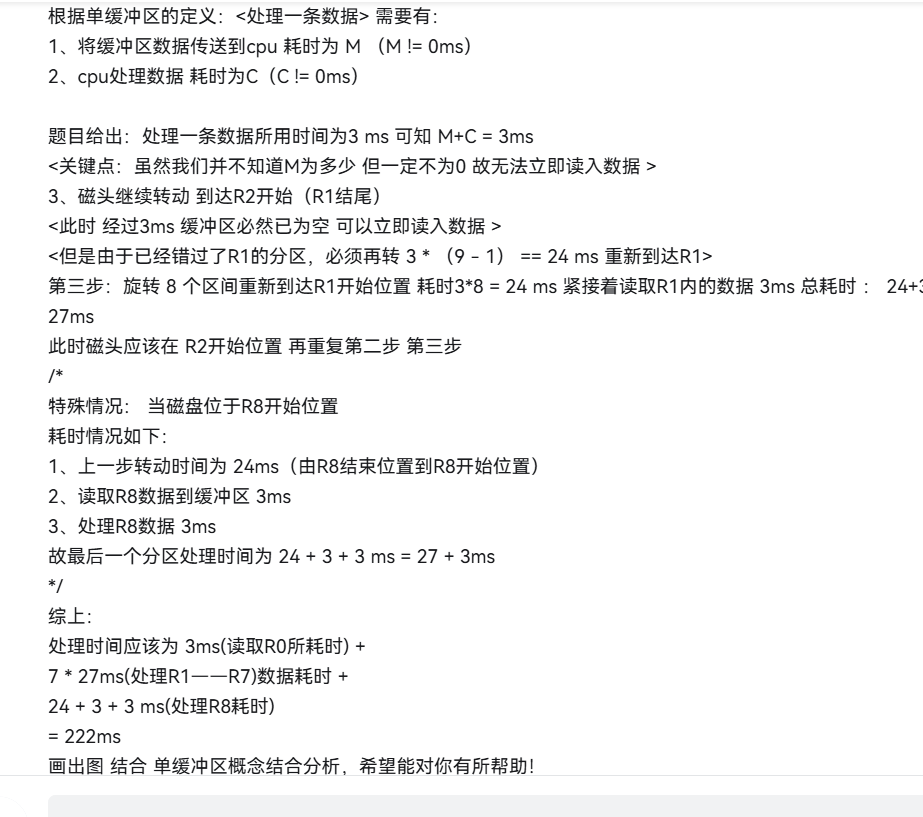 根据单缓冲区的定义：<处理一条数据> 需要有：
1、将缓冲区数据传送到cpu 耗时为 M （M != 0ms）
2、cpu处理数据 耗时为C（C != 0ms）
题目给出：处理一条数据所用时间为3 ms 可知 M+C = 3ms
<关键点：虽然我们并不知道M为多少 但一定不为0 故无法立即读入数据 >
3、磁头继续转动 到达R2开始（R1结尾）
<此时 经过3ms 缓冲区必然已为空 可以立即读入数据 >
<但是由于已经错过了R1的分区，必须再转 3 * （9 - 1） == 24 ms 重新到达R1>
第三步：旋转 8 个区间重新到达R1开始位置 耗时3*8 = 24 ms 紧接着读取R1内的数据 3ms 总耗时 ： 24+3
27ms
此时磁头应该在 R2开始位置 再重复第二步 第三步
/*
特殊情况： 当磁盘位于R8开始位置
耗时情况如下：
1、上一步转动时间为 24ms（由R8结束位置到R8开始位置）
2、读取R8数据到缓冲区 3ms
3、处理R8数据 3ms
故最后一个分区处理时间为 24 + 3 + 3 ms = 27 + 3ms
*/
综上：
处理时间应该为 3ms(读取R0所耗时) +
7 * 27ms(处理R1一一R7)数据耗时 +
24 + 3 + 3 ms(处理R8耗时)
= 222ms
画出图 结合 单缓冲区概念结合分析，希望能对你有所帮助！